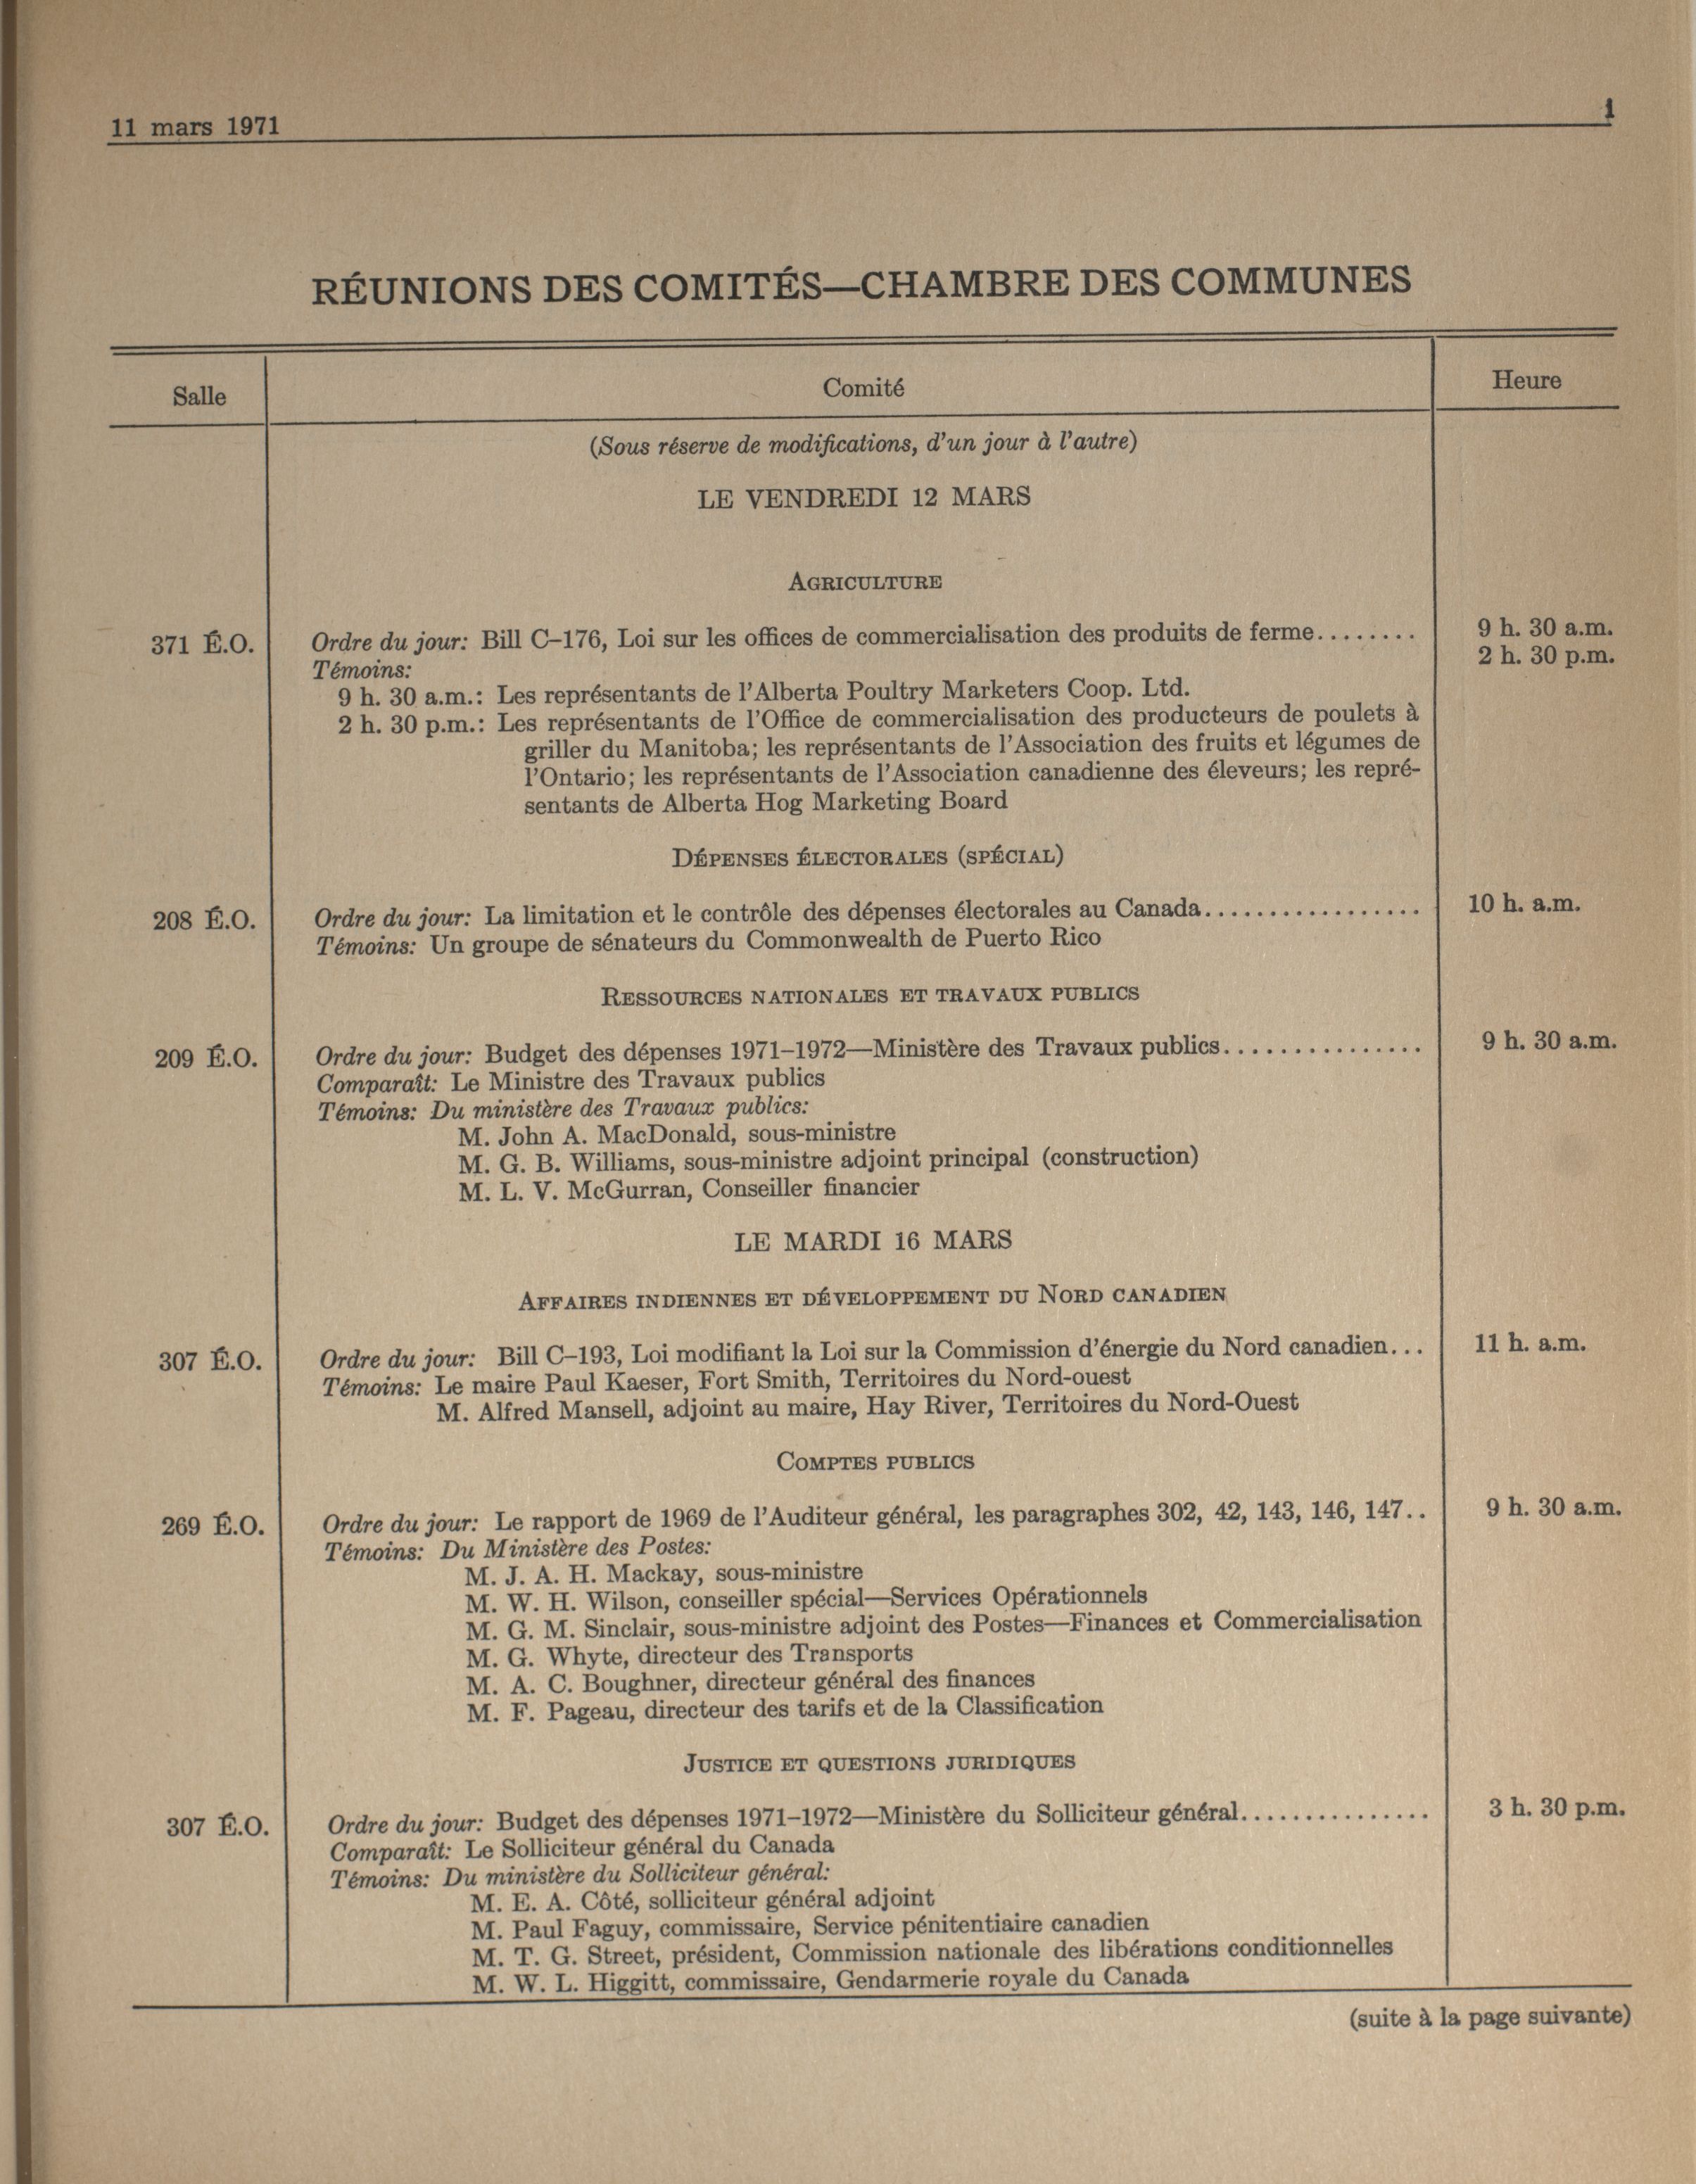 11 mars 1971
1
RÉUNIONS DES COMITÉS—CHAMBRE DES COMMUNES
Salle
Comité
Heure
(Sous réserve de modifications, d'un jour à l'autre)
LE VENDREDI 12 MARS
AGRICULTURE
371 É.O. Ordre du jour: Bill C–176, Loi sur les offices de commercialisation des produits de ferme........ 9 h. 30 a.m.
2 h. 30 p.m.
Témoins:
9 h. 30 a.m.: Les représentants de l'Alberta Poultry Marketers Coop. Ltd.
2 h. 30 p.m.: Les représentants de l'Office de commercialisation des producteurs de poulets à
griller du Manitoba; les représentants de l'Association des fruits et légumes de
l'Ontario; les représentants de l'Association canadienne des éleveurs; les repré-
sentants de Alberta Hog Marketing Board
DÉPENSES ÉLECTORALES (SPÉCIAL)
208 É.O. Ordre du jour: La limitation et le contrôle des dépenses électorales au Canada................. 10 h. a.m.
Témoins: Un groupe de sénateurs du Commonwealth de Puerto Rico
RESSOURCES NATIONALES ET TRAVAUX PUBLICS
209 É.O. Ordre du jour: Budget des dépenses 1971–1972—Ministère des Travaux publics............... 9 h. 30 a.m.
Comparaît: Le Ministre des Travaux publics
Témoins: Du ministère des Travaux publics:
M. John A. MacDonald, sous-ministre
M. G. B. Williams, sous-ministre adjoint principal (construction)
M. L. V. McGurran, Conseiller financier
LE MARDI 16 MARS
AFFAIRES INDIENNES ET DÉVELOPPEMENT DU NORD CANADIEN
307 É.O. Ordre du jour: Bill C–193, Loi modifiant la Loi sur la Commission d'énergie du Nord canadien... 11 h. a.m.
Témoins: Le maire Paul Kaeser, Fort Smith, Territoires du Nord-ouest
M. Alfred Mansell, adjoint au maire, Hay River, Territoires du Nord-Ouest
COMPTES PUBLICS
269 É.O. Ordre du jour: Le rapport de 1969 de l'Auditeur général, les paragraphes 302, 42, 143, 146, 147.. 9 h. 30 a.m.
Témoins: Du Ministère des Postes:
M. J. A. H. Mackay, sous-ministre
M. W. H. Wilson, conseiller spécial—Services Opérationnels
M. G. M. Sinclair, sous-ministre adjoint des Postes—Finances et Commercialisation
M. G. Whyte, directeur des Transports
M. A. C. Boughner, directeur général des finances
M. F. Pageau, directeur des tarifs et de la Classification
JUSTICE ET QUESTIONS JURIDIQUES
307 É.O. Ordre du jour: Budget des dépenses 1971–1972—Ministère du Solliciteur général............... 3 h. 30 p.m.
Comparaît: Le Solliciteur général du Canada
Témoins: Du ministère du Solliciteur général:
M. E. A. Côté, solliciteur général adjoint
M. Paul Faguy, commissaire, Service pénitentiaire canadien
M. T. G. Street, président, Commission nationale des libérations conditionnelles
M. W. L. Higgitt, commissaire, Gendarmerie royale du Canada
(suite à la page suivante)